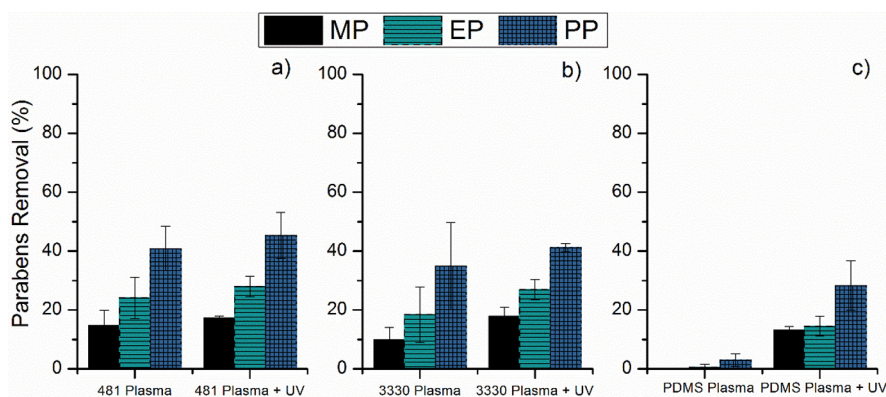 MP EP PP
a) b) c)
Parabens Removal (%)
100 100 100
80 80 80
60 60 60
40 40 40
20 20 20
0 0 0
481 Plasma 481 Plasma + UV 3330 Plasma 3330 Plasma + UV PDMS Plasma PDMS Plasma + UV